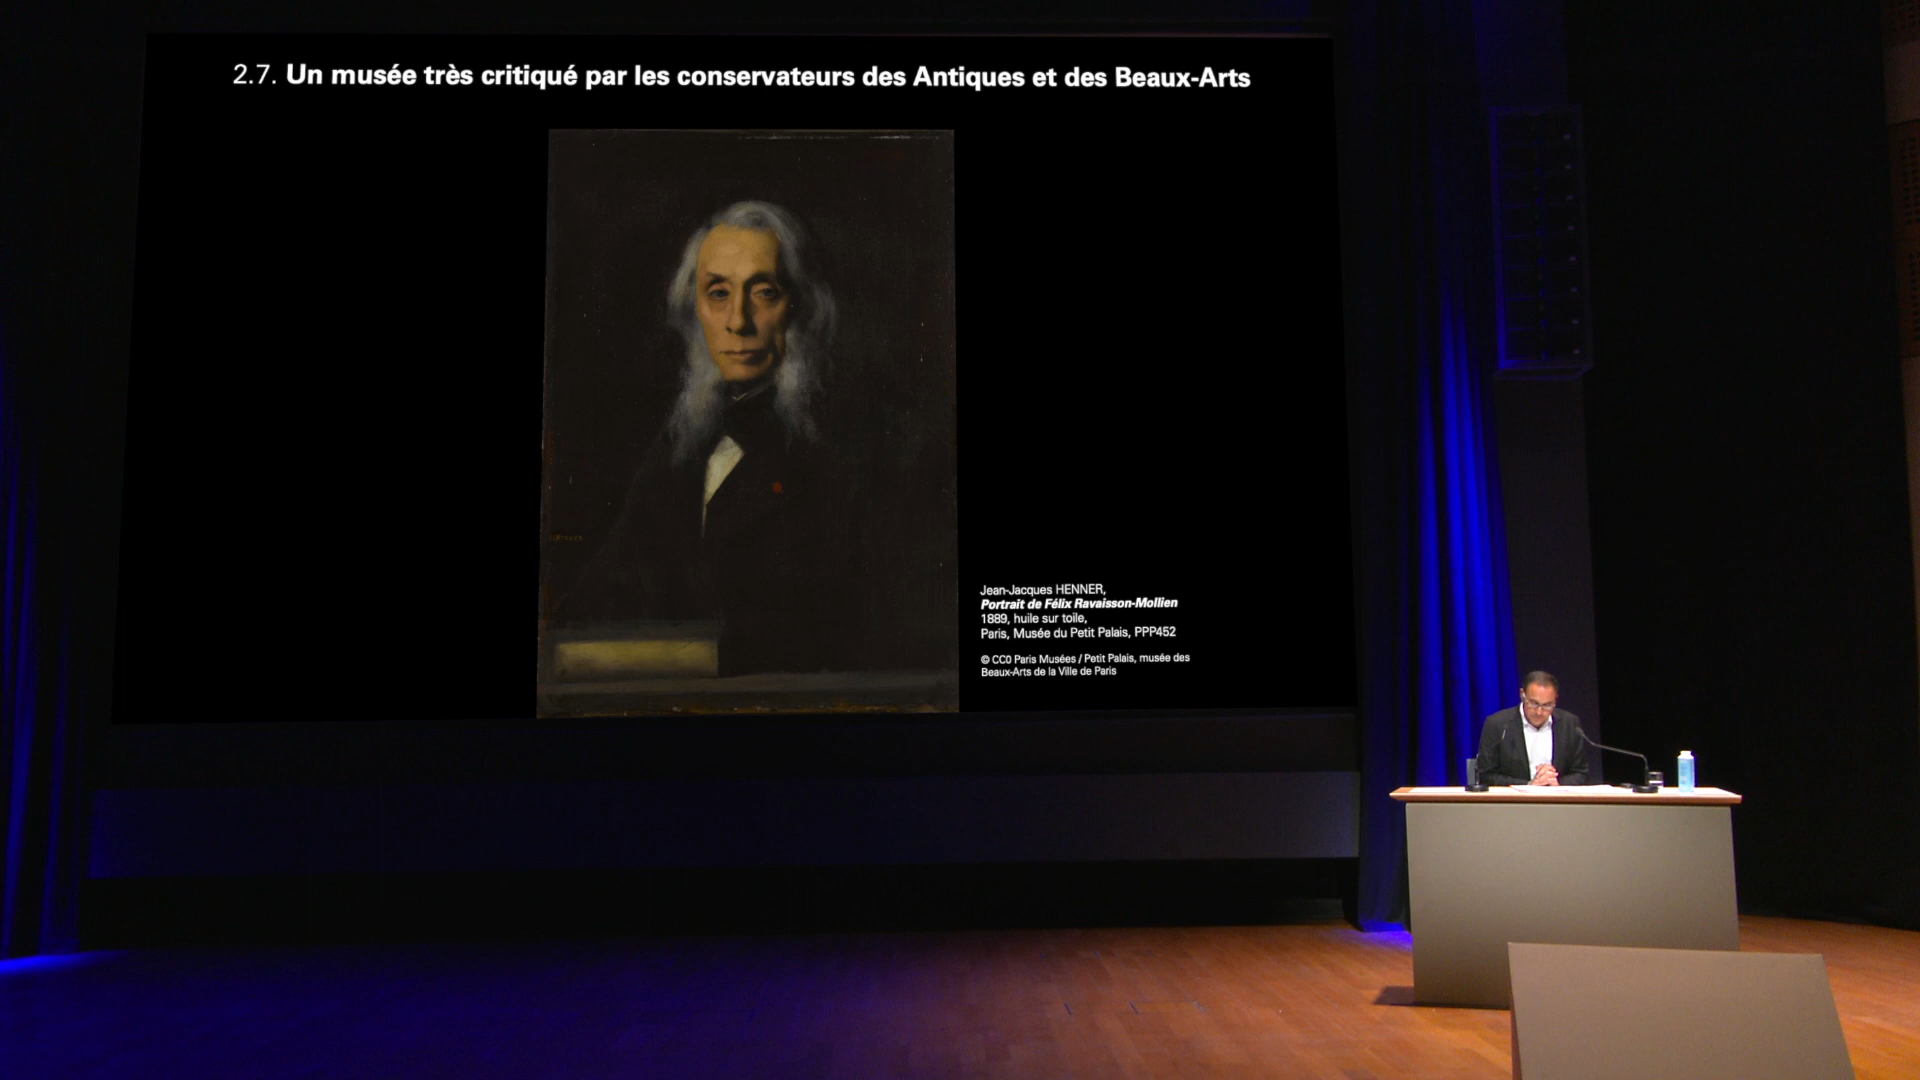 2.7. Un musée très critiqué par les conservateurs des Antiques et des Beaux-Arts
Jean-Jacques HENNER,
Portrait de Félix Ravaisson-Mollien
1889, huile sur toile,
Paris, Musée du Petit Palais, PPP452
© CC0 Paris Musées / Petit Palais, musée des
Beaux-Arts de la Ville de Paris